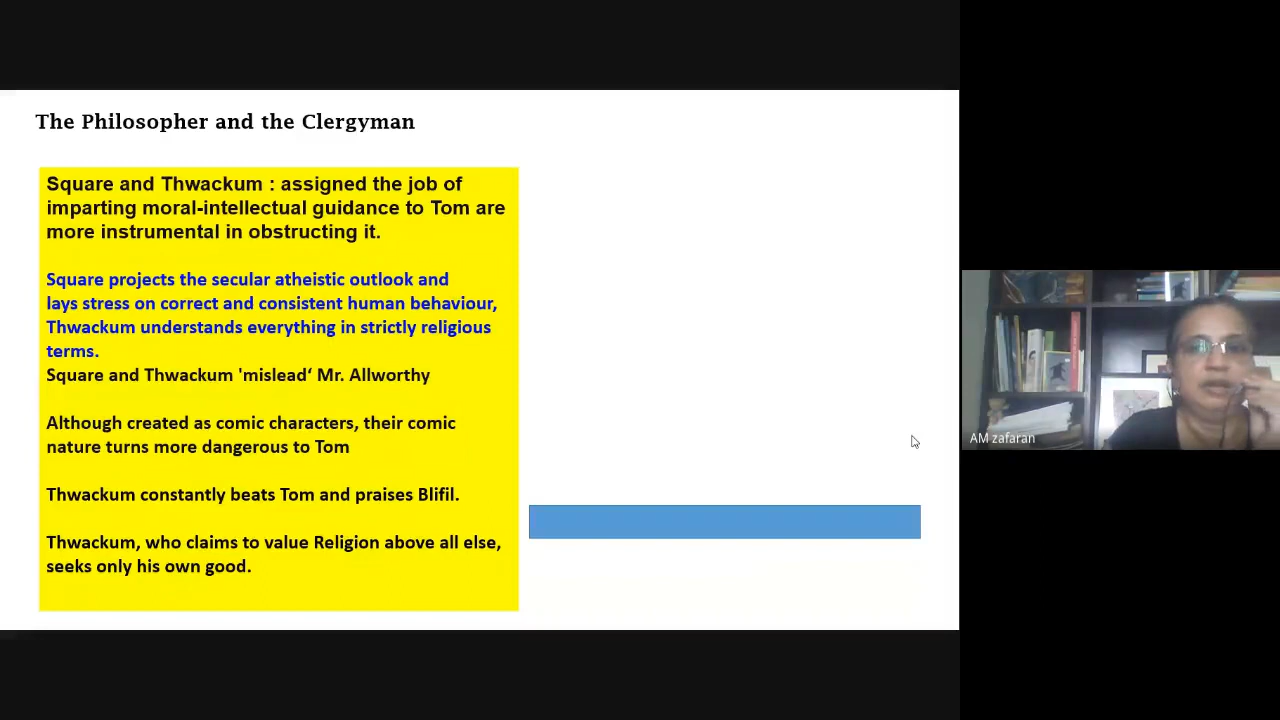 The Philosopher and the Clergyman
Square and Thwackum : assigned the job of
imparting moral-intellectual guidance to Tom are
more instrumental in obstructing it.
Square projects the secular atheistic outlook and
lays stress on correct and consistent human behaviour,
Thwackum understands everything in strictly religious
terms.
Square and Thwackum 'mislead‘ Mr. Allworthy
Although created as comic characters, their comic
nature turns more dangerous to Tom
Thwackum constantly beats Tom and praises Blifil.
Thwackum, who claims to value Religion above all else,
seeks only his own good.
AM zafaran